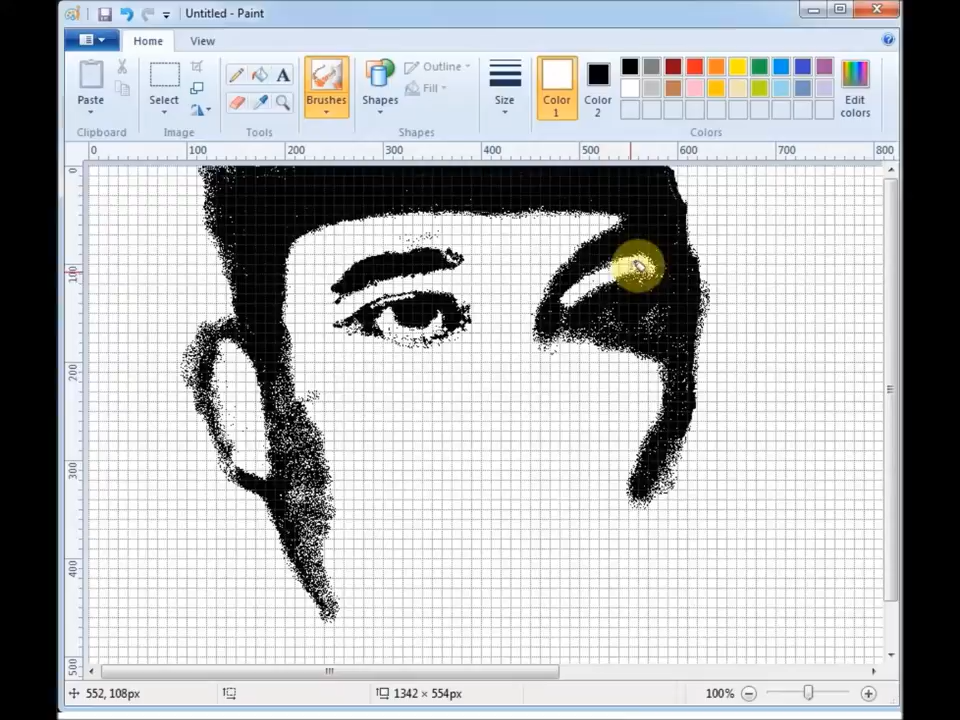 Untitled - Paint
Home View
Paste
Select
A
Brushes
Shapes
Outline
Fill
Size
Color 1
Color 2
Edit colors
Clipboard Image Tools Shapes Colors
0 100 200 300 400 500 600 700 800
0
100
200
300
400
500
552, 108px
1342 × 554px
100%